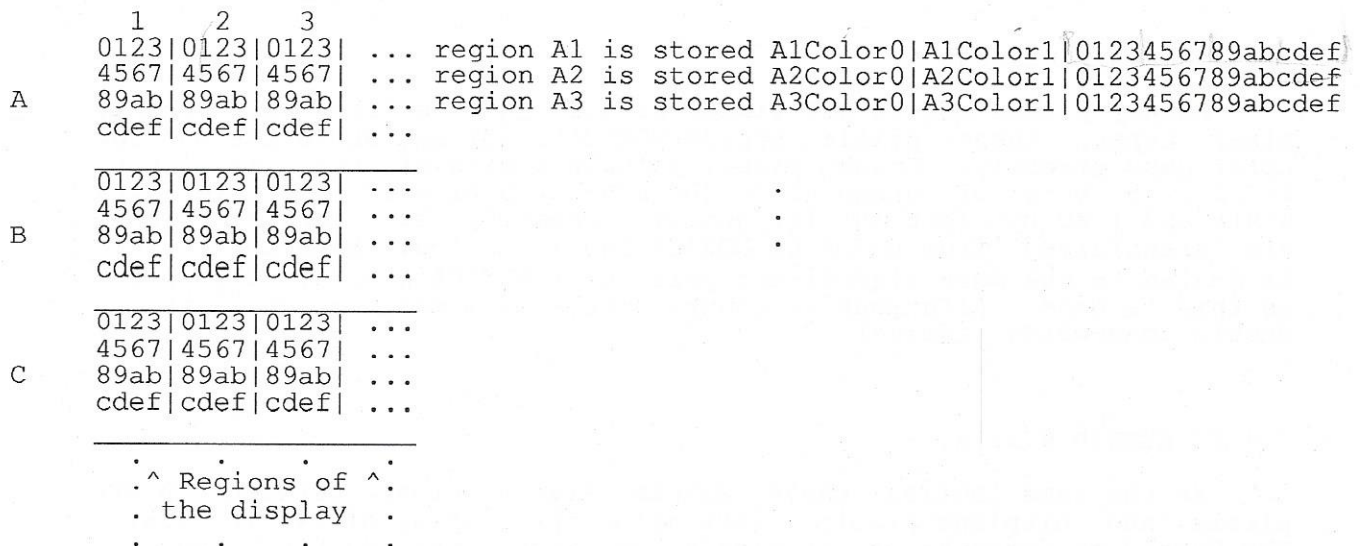 1 2 3
0123|0123|0123| ... region A1 is stored A1Color0|A1Color1|0123456789abcdef
4567|4567|4567| ... region A2 is stored A2Color0|A2Color1|0123456789abcdef
A 89ab|89ab|89ab| ... region A3 is stored A3Color0|A3Color1|0123456789abcdef
cdef|cdef|cdef| ...
0123|0123|0123| ... .
4567|4567|4567| ... .
B 89ab|89ab|89ab| ... .
cdef|cdef|cdef| ...
0123|0123|0123| ...
4567|4567|4567| ...
C 89ab|89ab|89ab| ...
cdef|cdef|cdef| ...
. . . .
.^ Regions of ^.
. the display .
. . . .